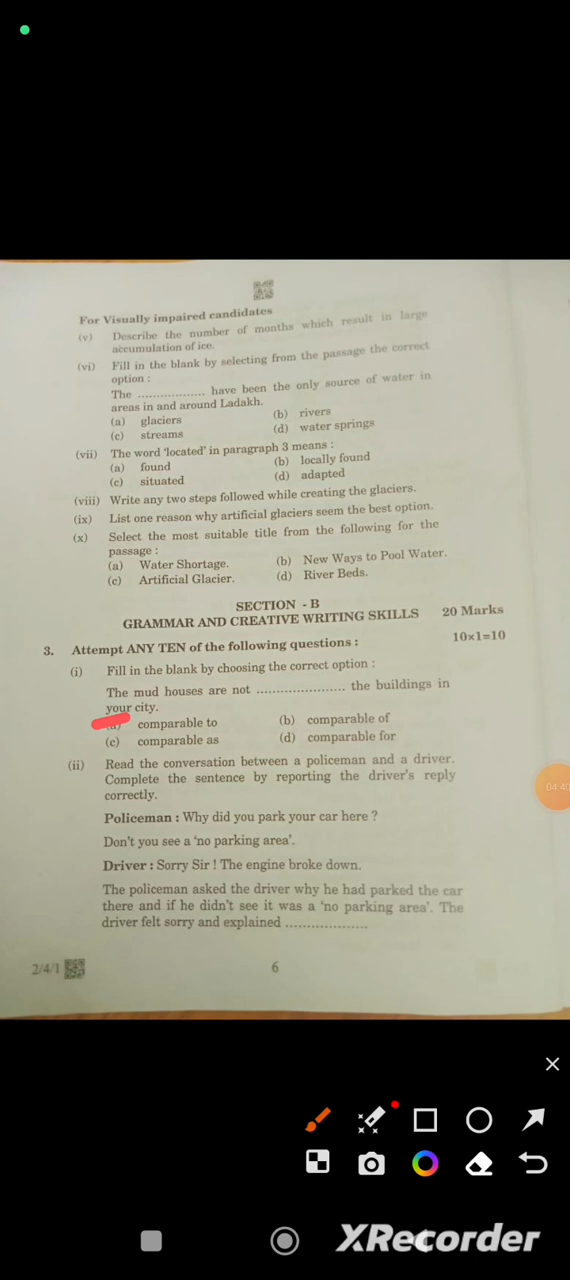 For Visually impaired candidates
(v) Describe the number of months which result in large
accumulation of ice.
(vi) Fill in the blank by selecting from the passage the correct
option :
The .................. have been the only source of water in
areas in and around Ladakh.
(a) glaciers (b) rivers
(c) streams (d) water springs
(vii) The word ‘located’ in paragraph 3 means :
(a) found (b) locally found
(c) situated (d) adapted
(viii) Write any two steps followed while creating the glaciers.
(ix) List one reason why artificial glaciers seem the best option.
(x) Select the most suitable title from the following for the
passage :
(a) Water Shortage. (b) New Ways to Pool Water.
(c) Artificial Glacier. (d) River Beds.
SECTION - B
GRAMMAR AND CREATIVE WRITING SKILLS 20 Marks
3. Attempt ANY TEN of the following questions : 10×1=10
(i) Fill in the blank by choosing the correct option :
The mud houses are not ..................... the buildings in
your city.
(a) comparable to (b) comparable of
(c) comparable as (d) comparable for
(ii) Read the conversation between a policeman and a driver.
Complete the sentence by reporting the driver's reply
correctly.
Policeman : Why did you park your car here ?
Don't you see a ‘no parking area’.
Driver : Sorry Sir ! The engine broke down.
The policeman asked the driver why he had parked the car
there and if he didn't see it was a ‘no parking area’. The
driver felt sorry and explained ...................
2/4/1 6
04:40
XRecorder